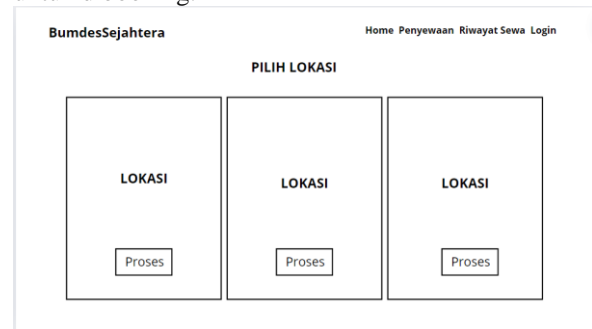 BumdesSejahtera Home Penyewaan Riwayat Sewa Login
PILIH LOKASI
LOKASI LOKASI LOKASI
Proses Proses Proses